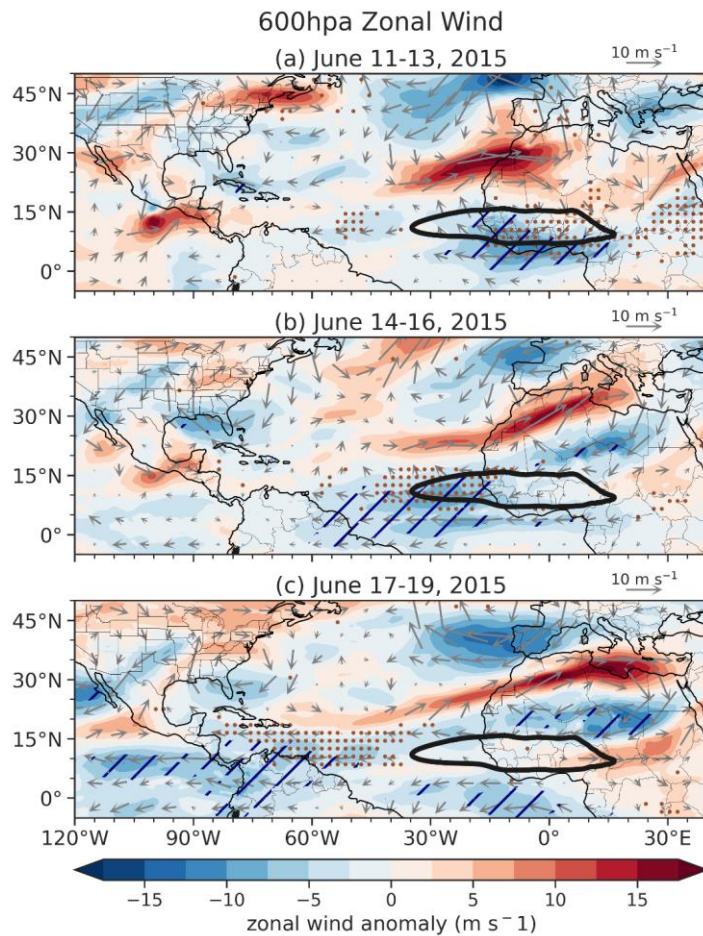 600hpa Zonal Wind
(a) June 11-13, 2015
10 m s⁻¹
45°N
30°N
15°N
0°
(b) June 14-16, 2015
10 m s⁻¹
45°N
30°N
15°N
0°
(c) June 17-19, 2015
10 m s⁻¹
45°N
30°N
15°N
0°
120°W 90°W 60°W 30°W 0° 30°E
−15 −10 −5 0 5 10 15
zonal wind anomaly (m s− 1)